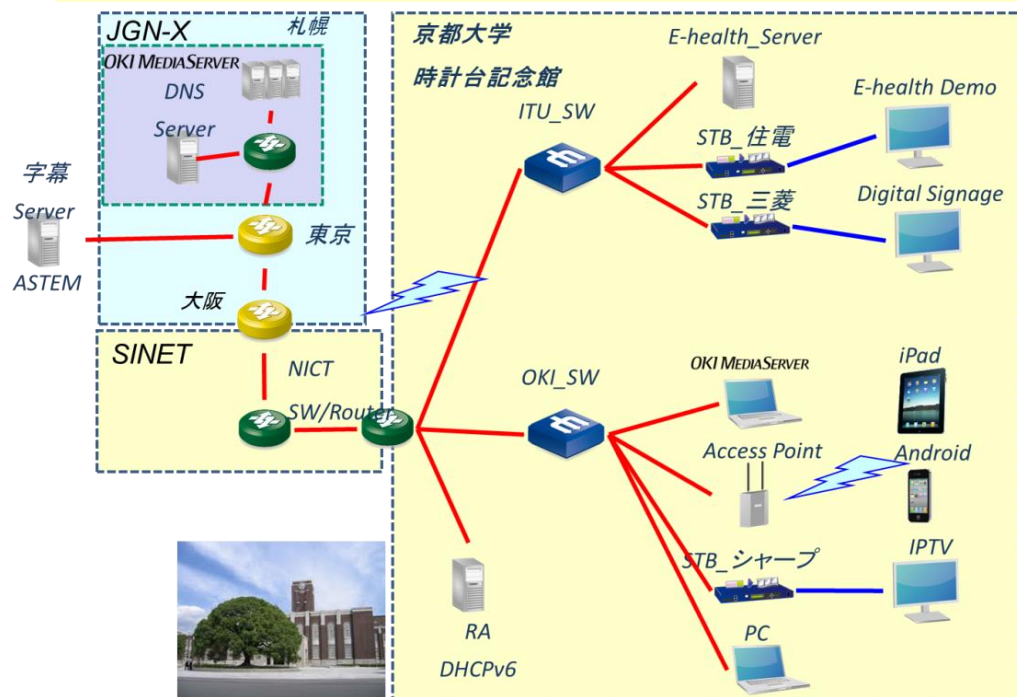 JGN-X
札幌
OKI MEDIASERVER
DNS
Server
字幕
Server
ASTEM
東京
大阪
SINET
NICT
SW/Router
京都大学
時計台記念館
E-health_Server
ITU_SW
E-health Demo
STB_住電
STB_三菱
Digital Signage
OKI_SW
OKI MEDIASERVER
iPad
Access Point
Android
STB_シャープ
IPTV
RA
DHCPv6
PC